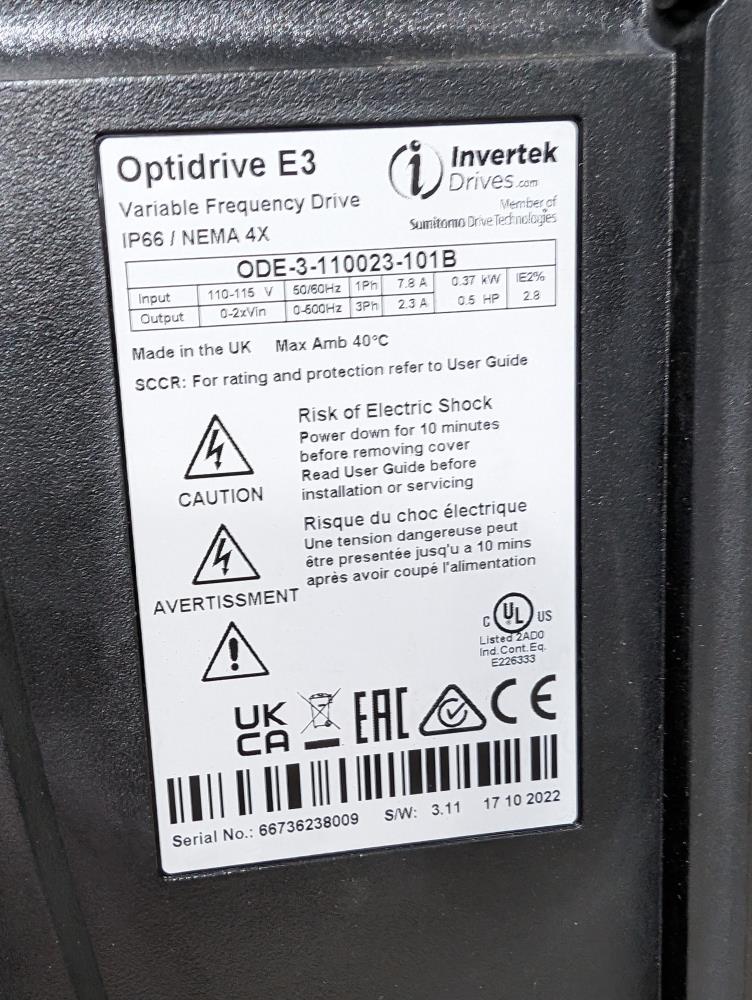 Optidrive E3
Invertek
Drives.com
Variable Frequency Drive
Member of
Sumitomo Drive Technologies
IP66 / NEMA 4X
ODE-3-110023-101B
Input 110-115 V 50/60Hz 1Ph 7.8 A 0.37 kW IE2%
Output 0-2xVin 0-500Hz 3Ph 2.3 A 0.5 HP 2.8
Made in the UK Max Amb 40°C
SCCR: For rating and protection refer to User Guide
Risk of Electric Shock
Power down for 10 minutes
before removing cover
Read User Guide before
installation or servicing
CAUTION
Risque du choc électrique
Une tension dangereuse peut
être presentée jusqu'a 10 mins
après avoir coupé l'alimentation
AVERTISSMENT
C UL US
Listed 2AD0
Ind.Cont.Eq.
E226333
UK
CA
EAC
CE
Serial No.: 66736238009 S/W: 3.11 17 10 2022